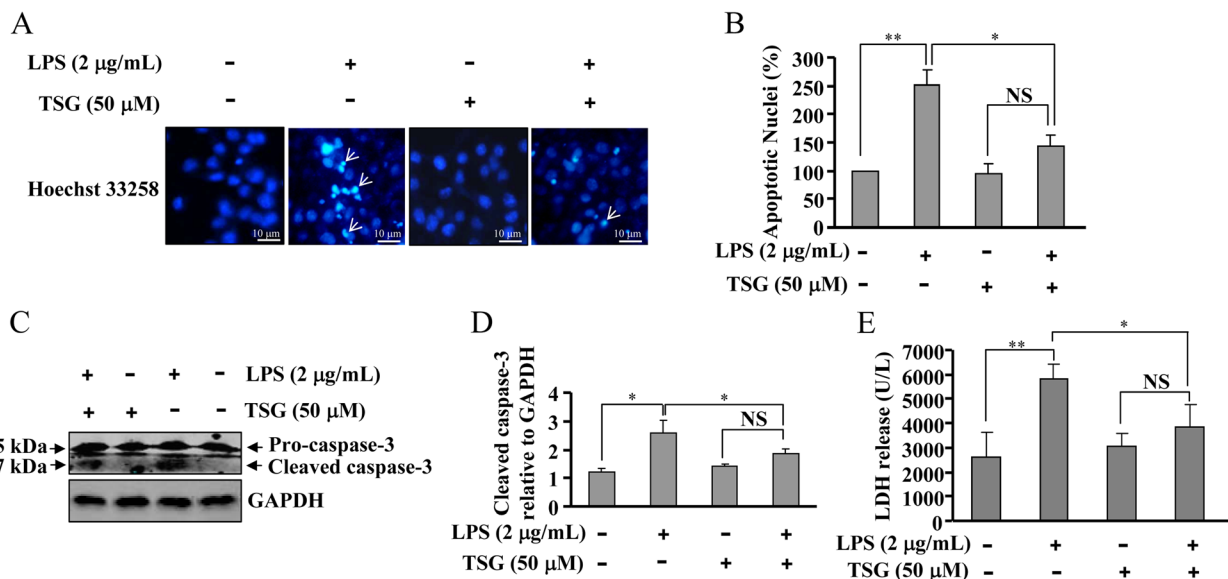 A
LPS (2 µg/mL) - + - +
TSG (50 µM) - - + +
Hoechst 33258
10 µm 10 µm 10 µm 10 µm
B
Apoptotic Nuclei (%)
** *
NS
300
250
200
150
100
50
0
LPS (2 µg/mL) - + - +
TSG (50 µM) - - + +
C
+ - + - LPS (2 µg/mL)
+ + - - TSG (50 µM)
5 kDa Pro-caspase-3
7 kDa Cleaved caspase-3
GAPDH
D
Cleaved caspase-3
relative to GAPDH
* *
NS
4
3
2
1
0
LPS (2 µg/mL) - + - +
TSG (50 µM) - - + +
E
LDH release (U/L)
** *
NS
7000
6000
5000
4000
3000
2000
1000
0
LPS (2 µg/mL) - + - +
TSG (50 µM) - - + +